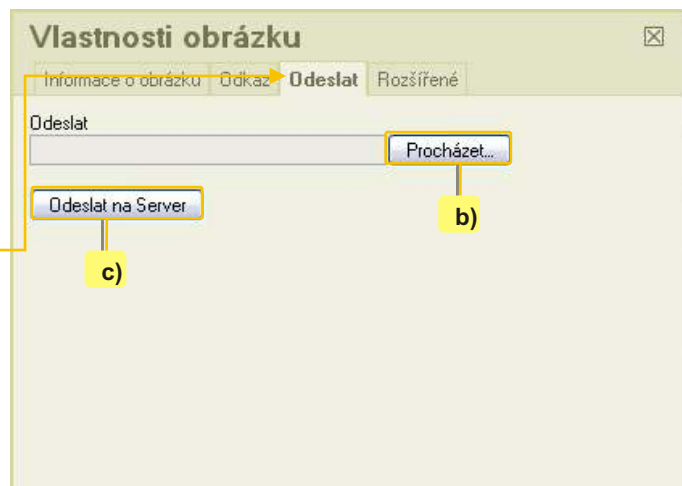 Vlastnosti obrázku
Informace o obrázku Odkaz Odeslat Rozšířené
Odeslat
Procházet...
Odeslat na Server
b)
c)